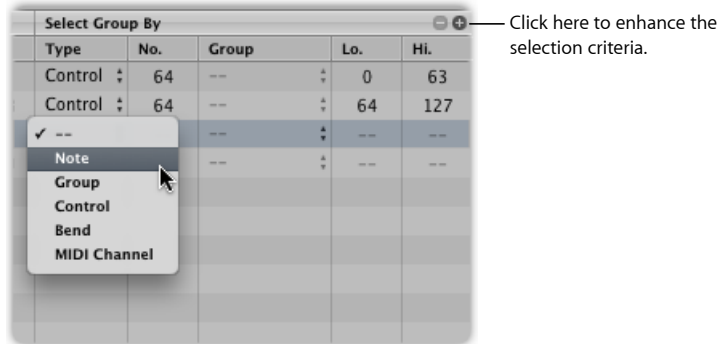 Select Group By
Click here to enhance the
selection criteria.
Type No. Group Lo. Hi.
Control 64 -- 0 63
Control 64 -- 64 127
✓ -- -- -- --
Note -- -- --
Group
Control
Bend
MIDI Channel